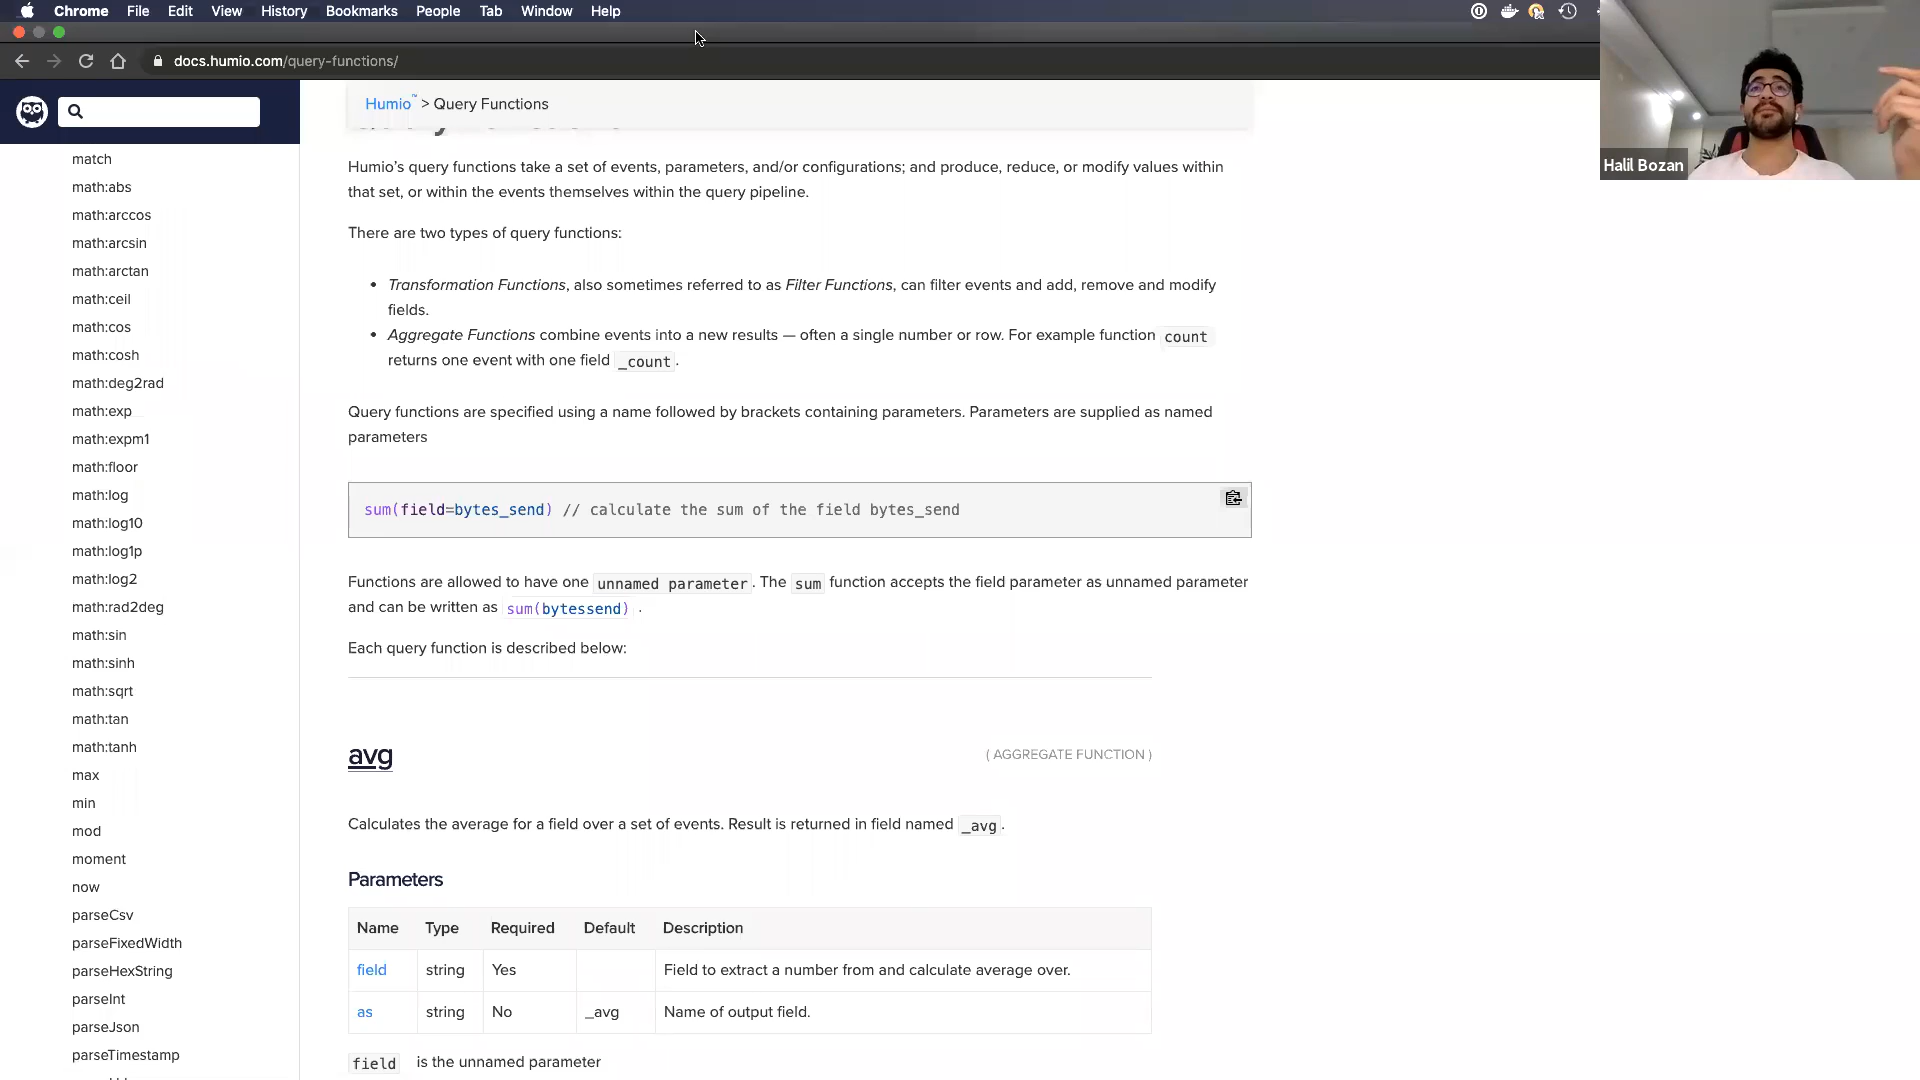 Chrome File Edit View History Bookmarks People Tab Window Help
docs.humio.com/query-functions/
Halil Bozan
Humio™ > Query Functions
match
math:abs
math:arccos
math:arcsin
math:arctan
math:ceil
math:cos
math:cosh
math:deg2rad
math:exp
math:expm1
math:floor
math:log
math:log10
math:log1p
math:log2
math:rad2deg
math:sin
math:sinh
math:sqrt
math:tan
math:tanh
max
min
mod
moment
now
parseCsv
parseFixedWidth
parseHexString
parseInt
parseJson
parseTimestamp
Humio’s query functions take a set of events, parameters, and/or configurations; and produce, reduce, or modify values within
that set, or within the events themselves within the query pipeline.
There are two types of query functions:
• Transformation Functions, also sometimes referred to as Filter Functions, can filter events and add, remove and modify
fields.
• Aggregate Functions combine events into a new results — often a single number or row. For example function count
returns one event with one field _count.
Query functions are specified using a name followed by brackets containing parameters. Parameters are supplied as named
parameters
sum(field=bytes_send) // calculate the sum of the field bytes_send
Functions are allowed to have one unnamed parameter. The sum function accepts the field parameter as unnamed parameter
and can be written as sum(bytessend) .
Each query function is described below:
avg ( AGGREGATE FUNCTION )
Calculates the average for a field over a set of events. Result is returned in field named _avg.
Parameters
Name Type Required Default Description
field string Yes Field to extract a number from and calculate average over.
as string No _avg Name of output field.
field is the unnamed parameter